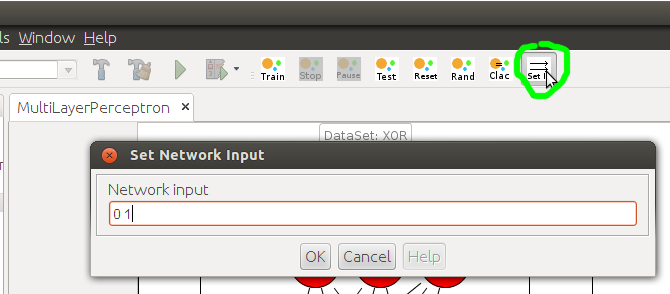 ls Window Help
Train Stop Pause Test Reset Rand Clac Set I
MultiLayerPerceptron ×
DataSet: XOR
Set Network Input
Network input
0 1
OK Cancel Help